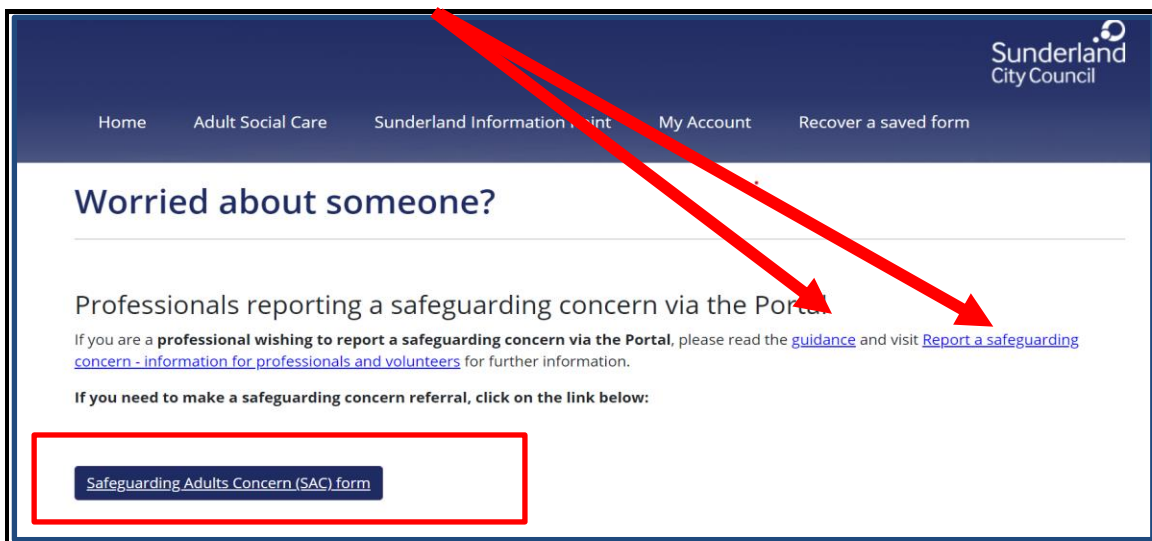 Sunderland
City Council
Home Adult Social Care Sunderland Information Point My Account Recover a saved form
Worried about someone?
Professionals reporting a safeguarding concern via the Portal
If you are a professional wishing to report a safeguarding concern via the Portal, please read the guidance and visit Report a safeguarding
concern - information for professionals and volunteers for further information.
If you need to make a safeguarding concern referral, click on the link below:
Safeguarding Adults Concern (SAC) form